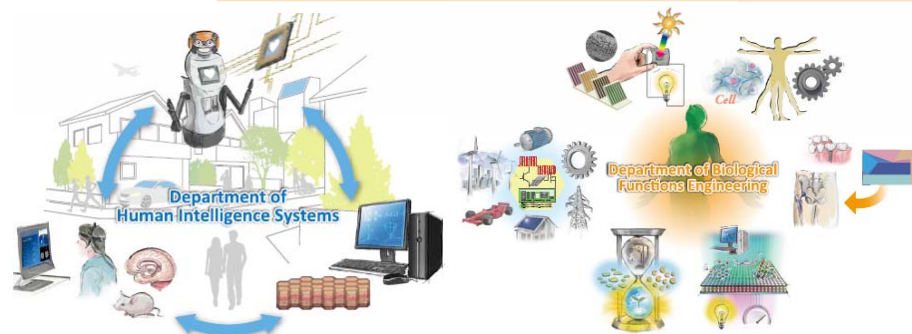 Department of
Human Intelligence Systems
Cell
Department of Biological
Functions Engineering